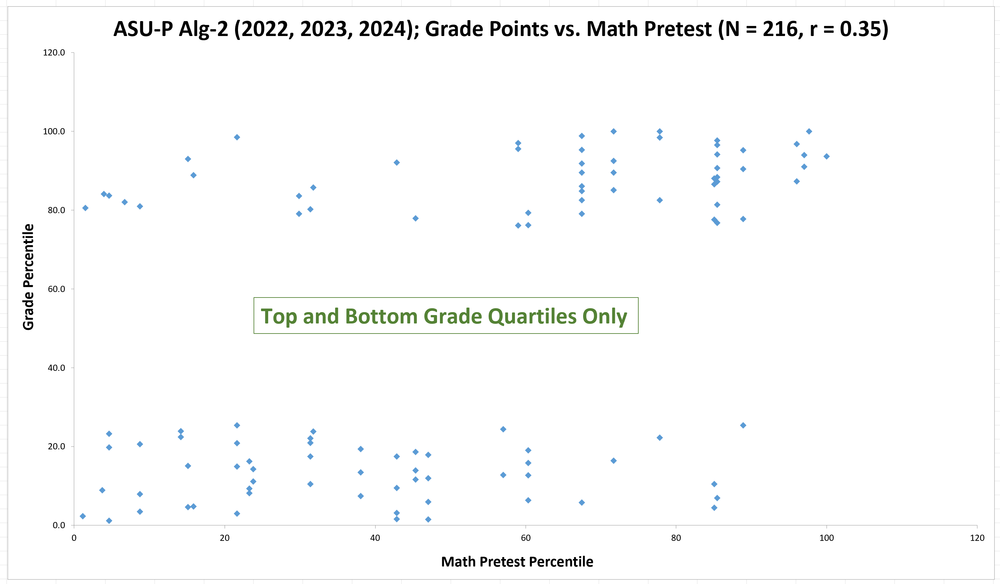 ASU-P Alg-2 (2022, 2023, 2024); Grade Points vs. Math Pretest (N = 216, r = 0.35)
120.0
100.0
80.0
60.0
40.0
20.0
0.0
Grade Percentile
Top and Bottom Grade Quartiles Only
0 20 40 60 80 100 120
Math Pretest Percentile